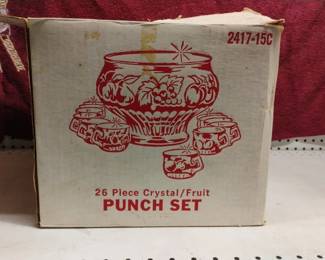 2417-15C
26 Piece Crystal/Fruit
PUNCH SET